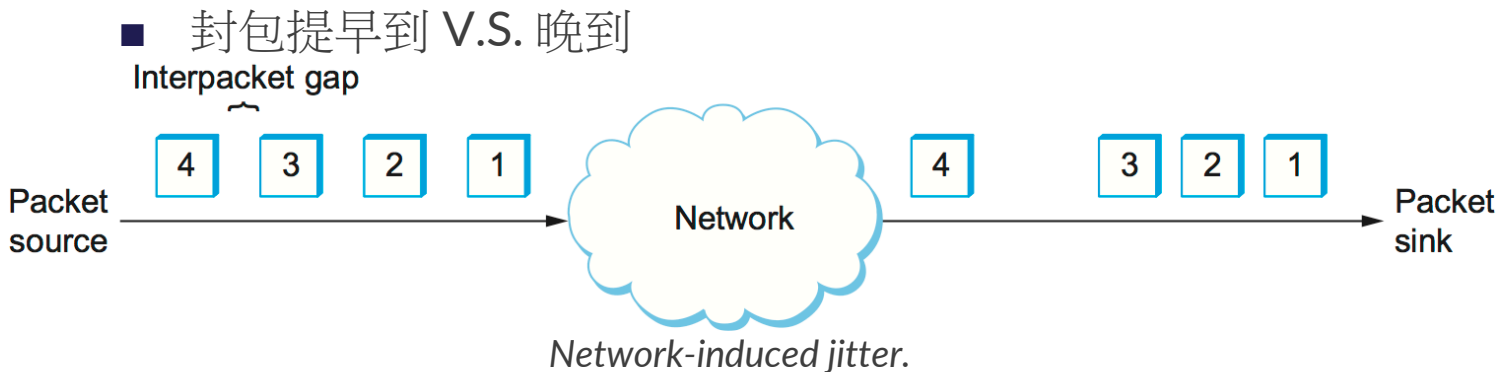 ■ 封包提早到 V.S. 晚到
Interpacket gap
4 3 2 1
4 3 2 1
Packet source
Network
Packet sink
Network-induced jitter.